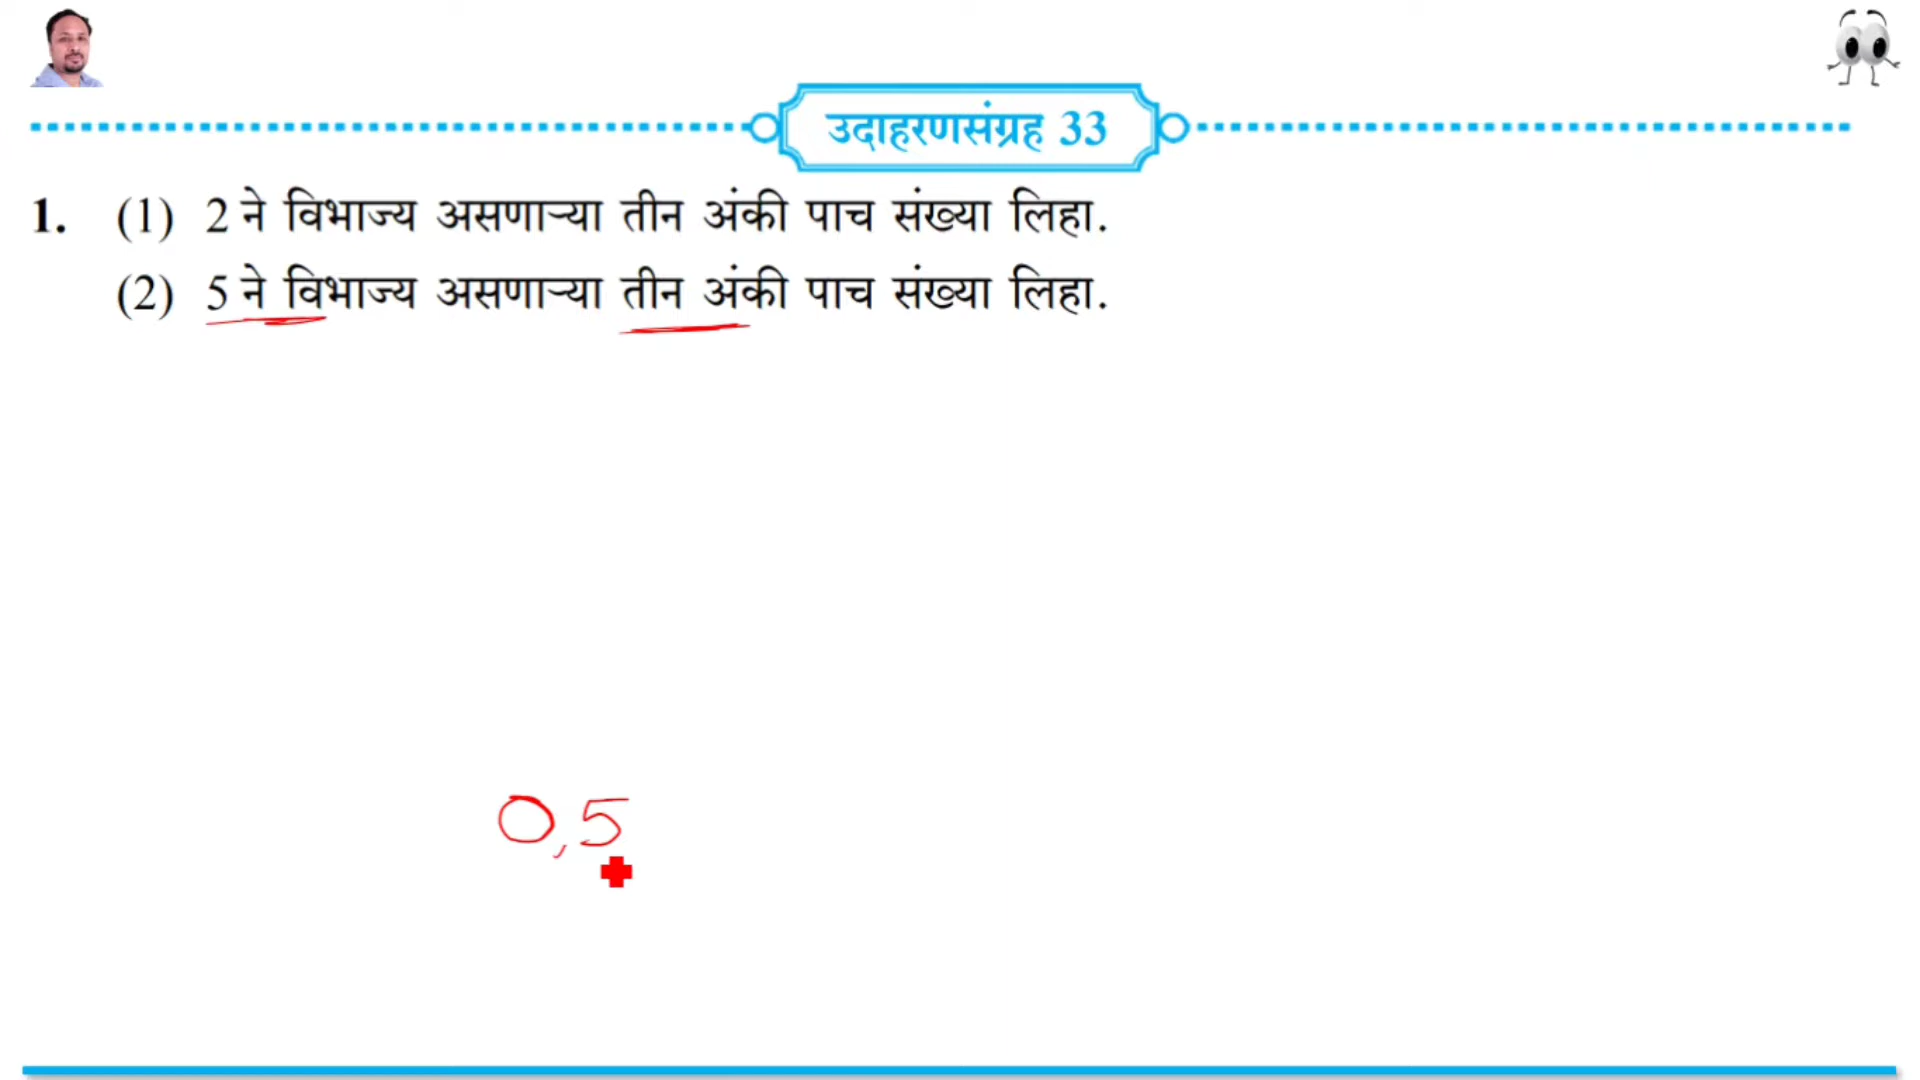 उदाहरणसंग्रह 33
1. (1) 2 ने विभाज्य असणाऱ्या तीन अंकी पाच संख्या लिहा.
(2) 5 ने विभाज्य असणाऱ्या तीन अंकी पाच संख्या लिहा.
0,5